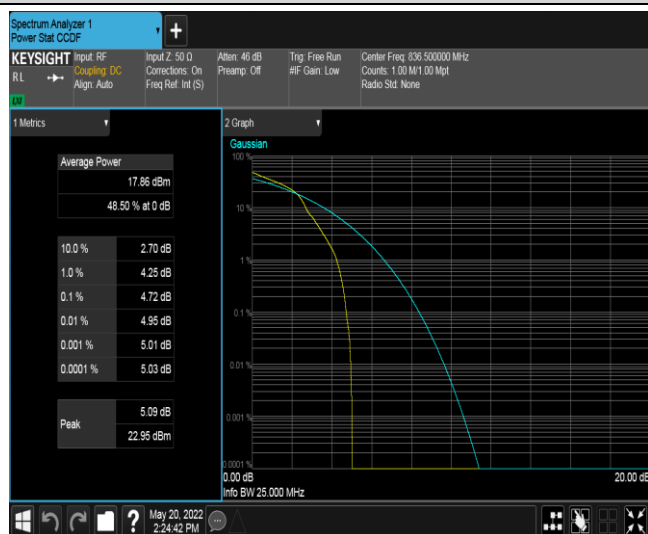 Spectrum Analyzer 1
Power Stat CCDF
KEYSIGHT
RL
LXI
Input: RF
Coupling: DC
Align: Auto
Input Z: 50 Ω
Corrections: On
Freq Ref: Int (S)
Atten: 46 dB
Preamp: Off
Trig: Free Run
#IF Gain: Low
Center Freq: 836.500000 MHz
Counts: 1.00 M/1.00 Mpt
Radio Std: None
1 Metrics
Average Power
17.86 dBm
48.50 % at 0 dB
10.0 % 2.70 dB
1.0 % 4.25 dB
0.1 % 4.72 dB
0.01 % 4.95 dB
0.001 % 5.01 dB
0.0001 % 5.03 dB
Peak
5.09 dB
22.95 dBm
2 Graph
Gaussian
100 %
10 %
1 %
0.1 %
0.01 %
0.001 %
0.0001 %
0.00 dB 20.00 dB
Info BW 25.000 MHz
May 20, 2022
2:24:42 PM